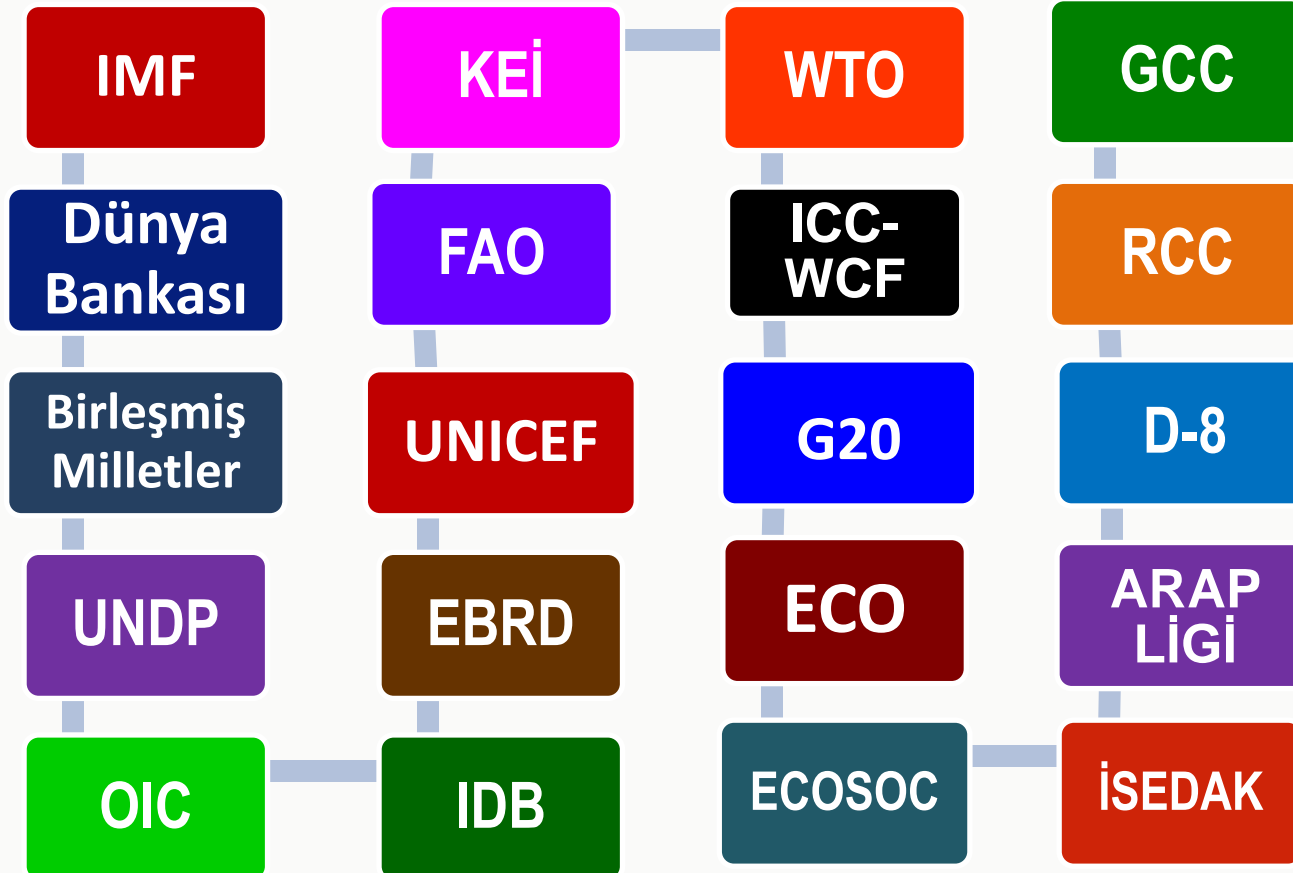 IMF
Dünya
Bankası
Birleşmiş
Milletler
UNDP
OIC
IDB
EBRD
UNICEF
FAO
KEİ
WTO
ICC-
WCF
G20
ECO
ECOSOC
İSEDAK
ARAP
LİGİ
D-8
RCC
GCC